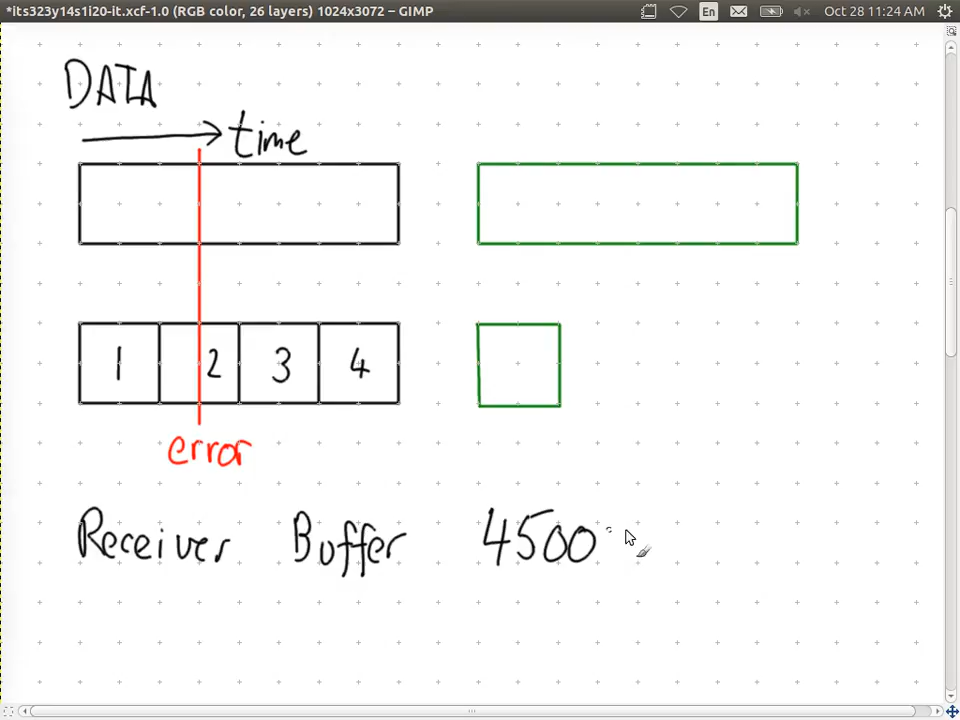 *its323y14s1i20-it.xcf-1.0 (RGB color, 26 layers) 1024x3072 – GIMP
En
Oct 28 11:24 AM
DATA
time
1 2 3 4
error
Receiver Buffer 4500